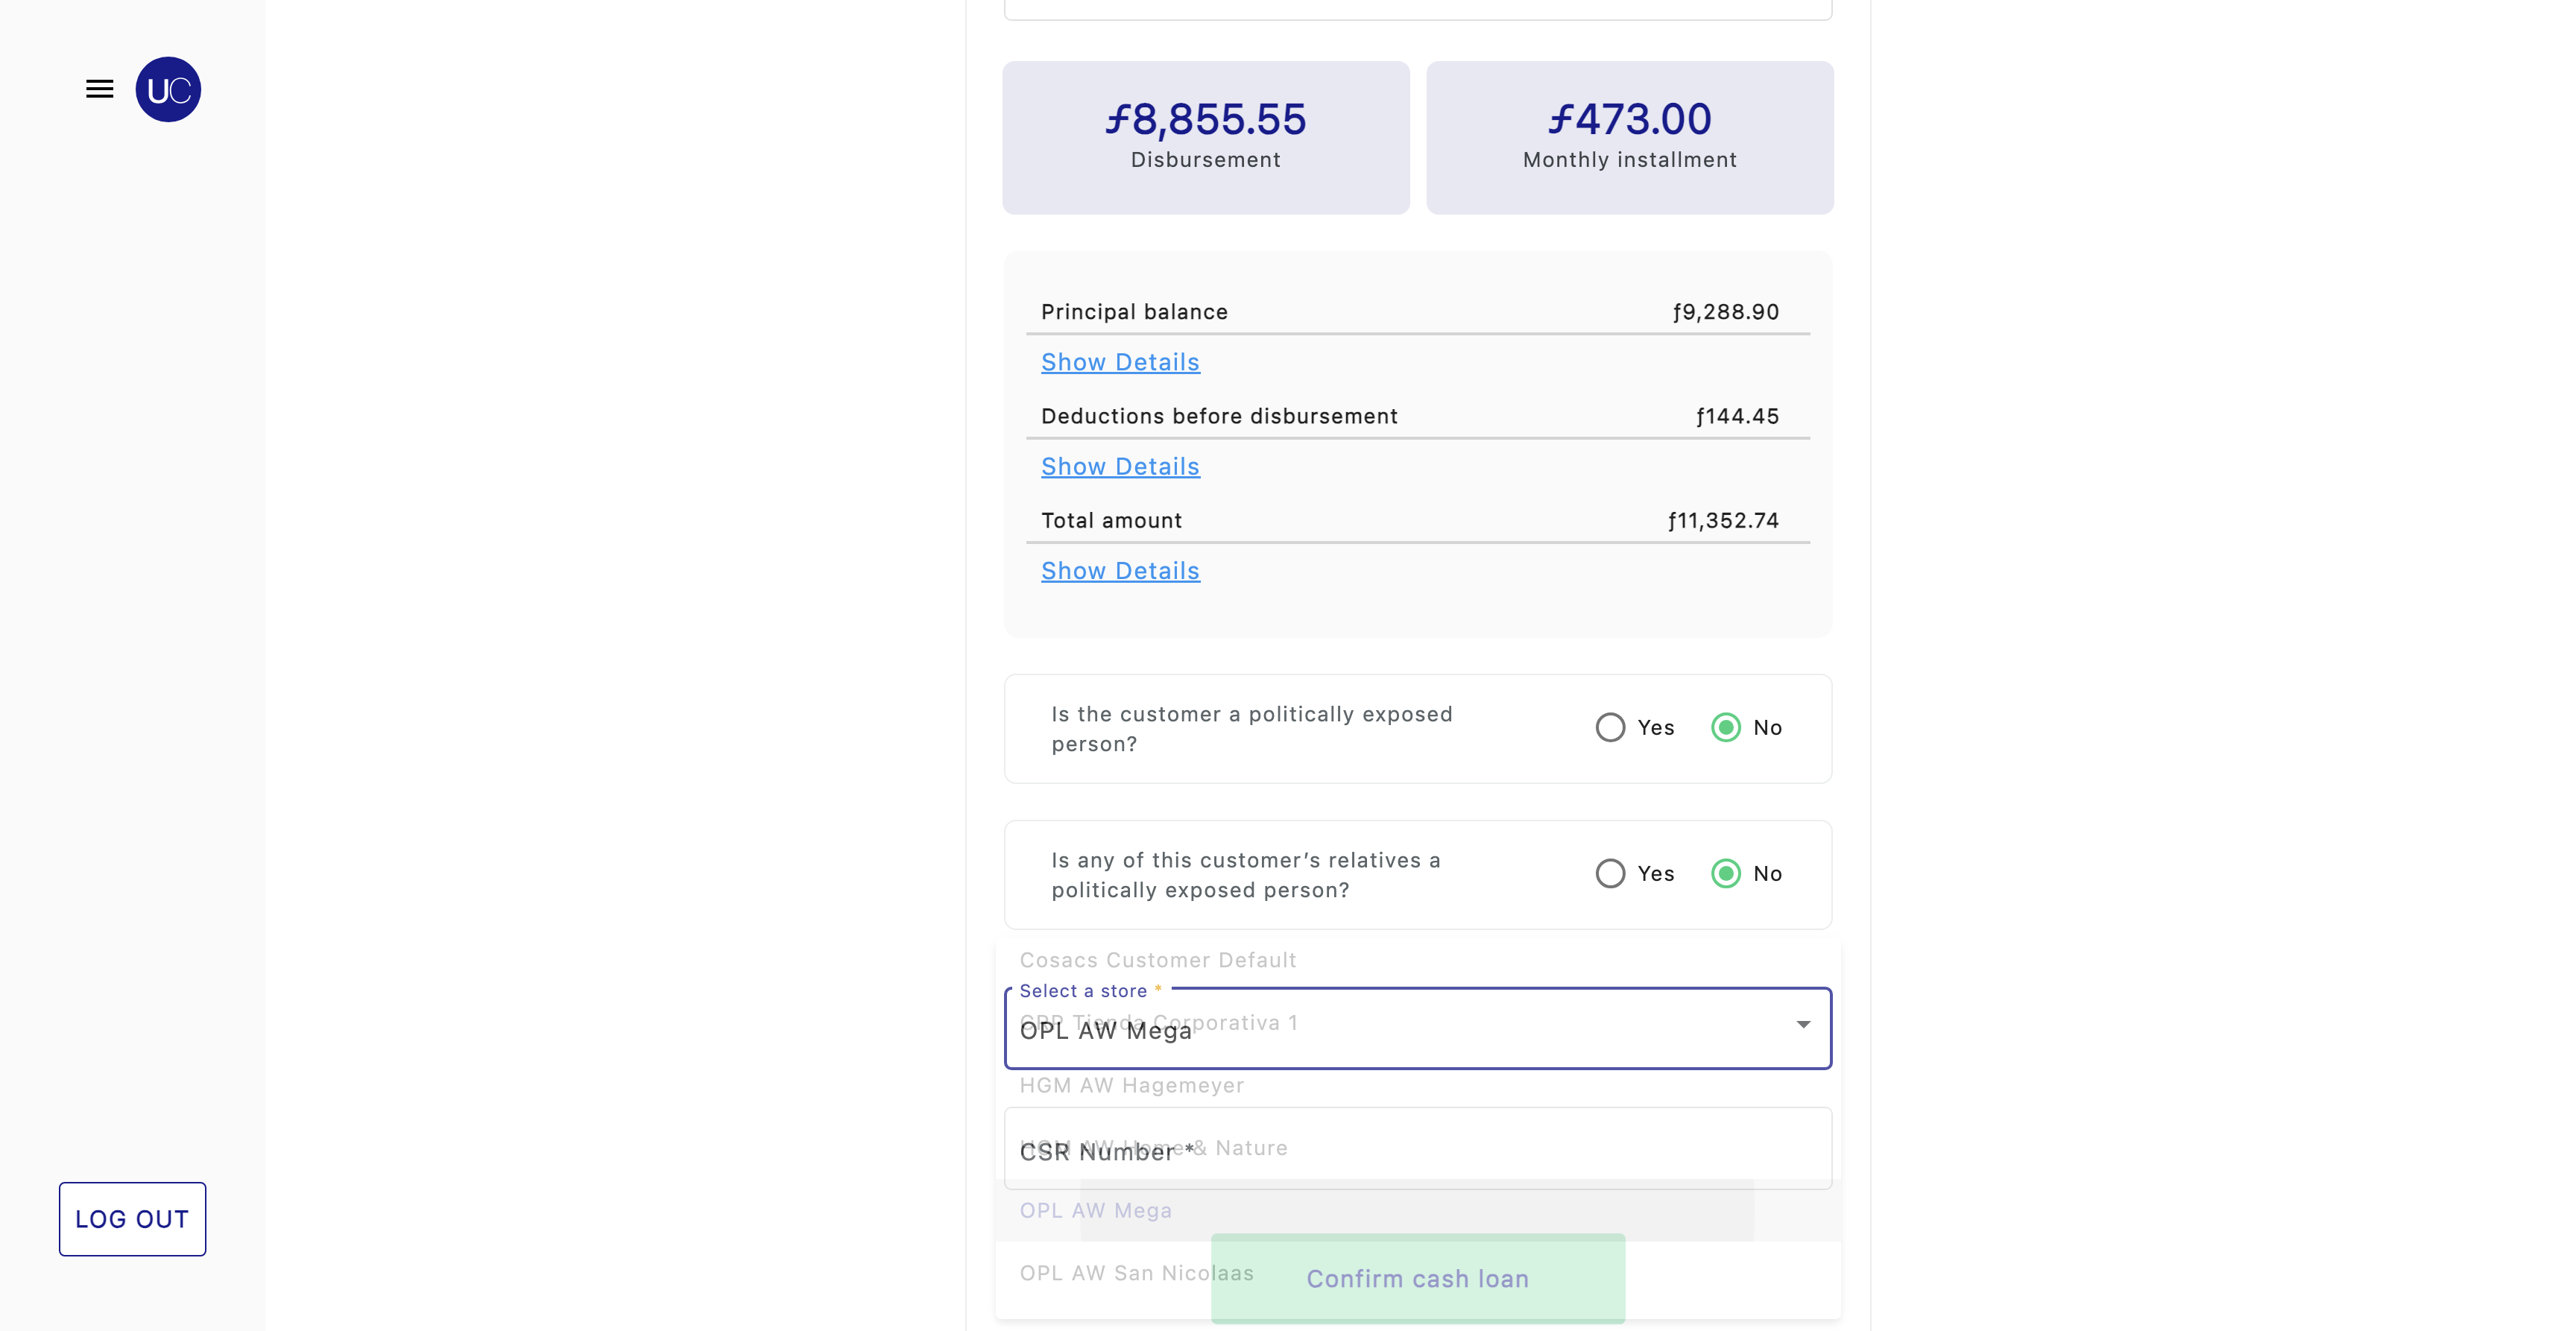 UC
ƒ8,855.55
Disbursement
ƒ473.00
Monthly installment
Principal balance ƒ9,288.90
Show Details
Deductions before disbursement ƒ144.45
Show Details
Total amount ƒ11,352.74
Show Details
Is the customer a politically exposed
person?
Yes No
Is any of this customer’s relatives a
politically exposed person?
Yes No
Cosacs Customer Default
Select a store *
CRP Tienda Corporativa 1
OPL AW Mega
HGM AW Hagemeyer
HGM AW Home & Nature
CSR Number *
OPL AW Mega
OPL AW San Nicolaas
Confirm cash loan
LOG OUT